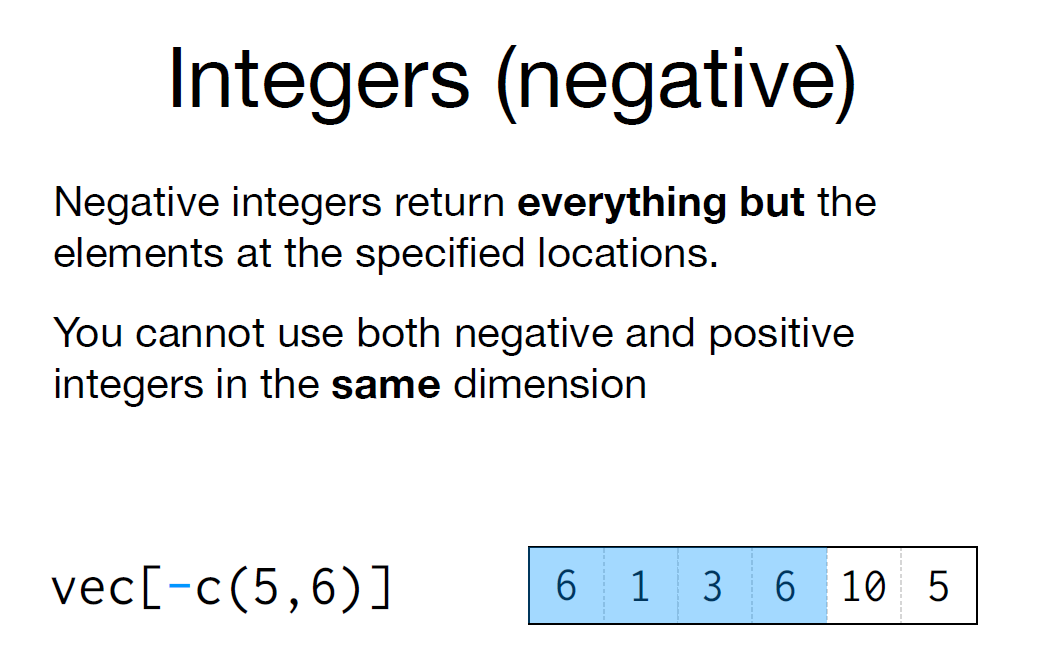 Integers (negative)
Negative integers return everything but the
elements at the specified locations.
You cannot use both negative and positive
integers in the same dimension
vec[-c(5,6)]
6 1 3 6 10 5